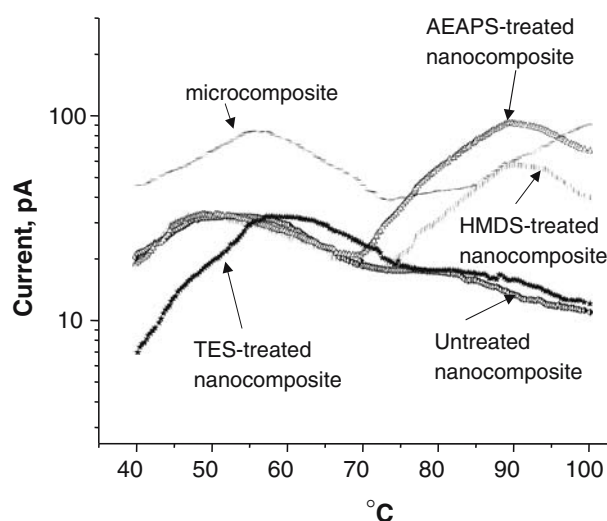 AEAPS-treated
nanocomposite
microcomposite
100
Current, pA
HMDS-treated
nanocomposite
10
TES-treated
nanocomposite
Untreated
nanocomposite
40 50 60 70 80 90 100
°C